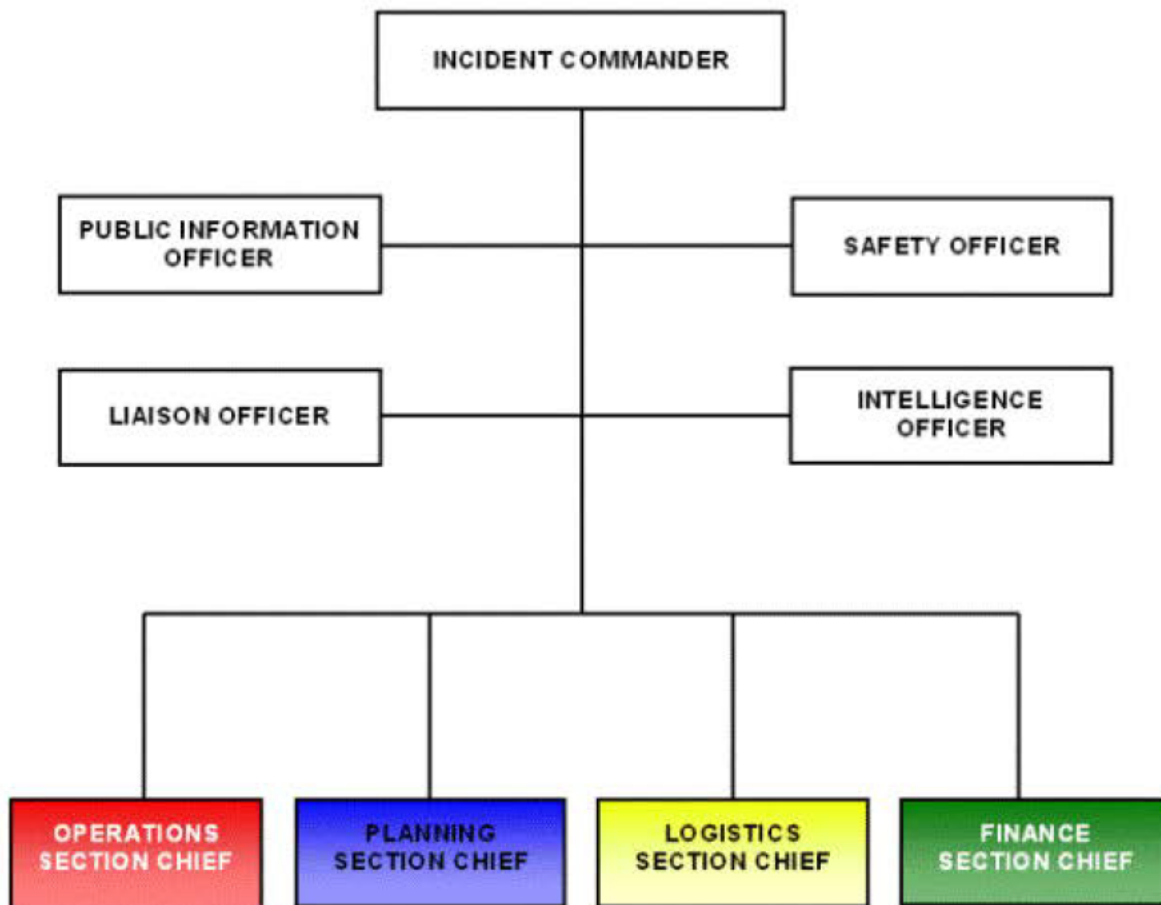 INCIDENT COMMANDER
PUBLIC INFORMATION
OFFICER
SAFETY OFFICER
LIAISON OFFICER
INTELLIGENCE
OFFICER
OPERATIONS
SECTION CHIEF
PLANNING
SECTION CHIEF
LOGISTICS
SECTION CHIEF
FINANCE
SECTION CHIEF